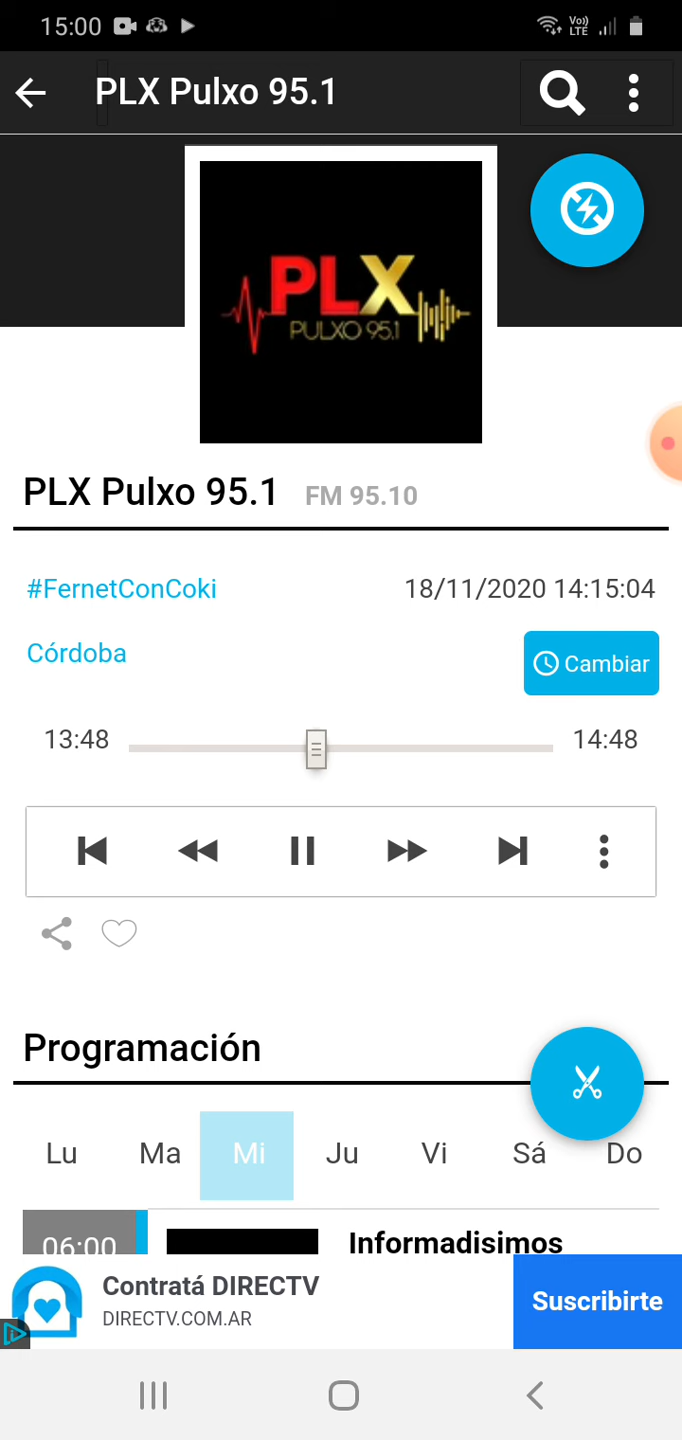 15:00
Vo))
LTE
PLX Pulxo 95.1
PLX
PULXO 95.1
PLX Pulxo 95.1 FM 95.10
#FernetConCoki 18/11/2020 14:15:04
Córdoba
Cambiar
13:48 14:48
Programación
Lu Ma Mi Ju Vi Sá Do
06:00 Informadisimos
Contratá DIRECTV
DIRECTV.COM.AR
Suscribirte